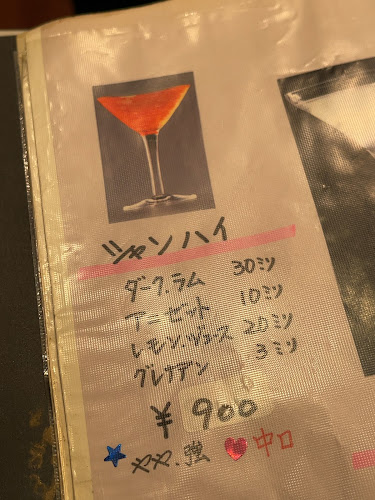 シャンハイ
ダーク.ラム 30ミリ
アニゼット 10ミリ
レモン.ジュース 20ミリ
グレナデン 3ミリ
¥900
やや.強 中口